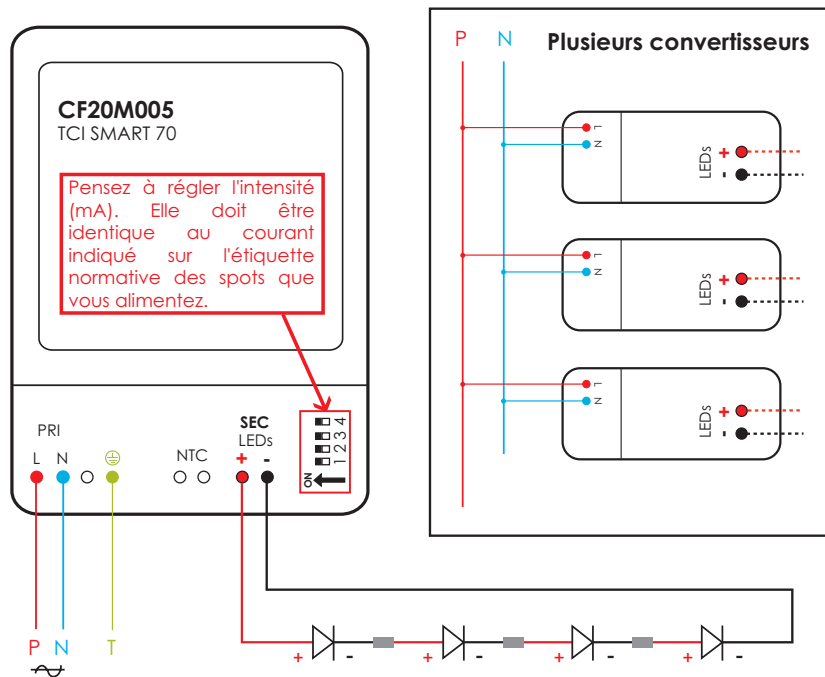 CF20M005
TCI SMART 70
Pensez à régler l'intensité
(mA). Elle doit être
identique au courant
indiqué sur l'étiquette
normative des spots que
vous alimentez.
PRI
L N
NTC
SEC
LEDs
+ -
1 2 3 4
ON
P N T
+ - + - + - + -
P N
Plusieurs convertisseurs
L
N
LEDs
+
-
L
N
LEDs
+
-
L
N
LEDs
+
-